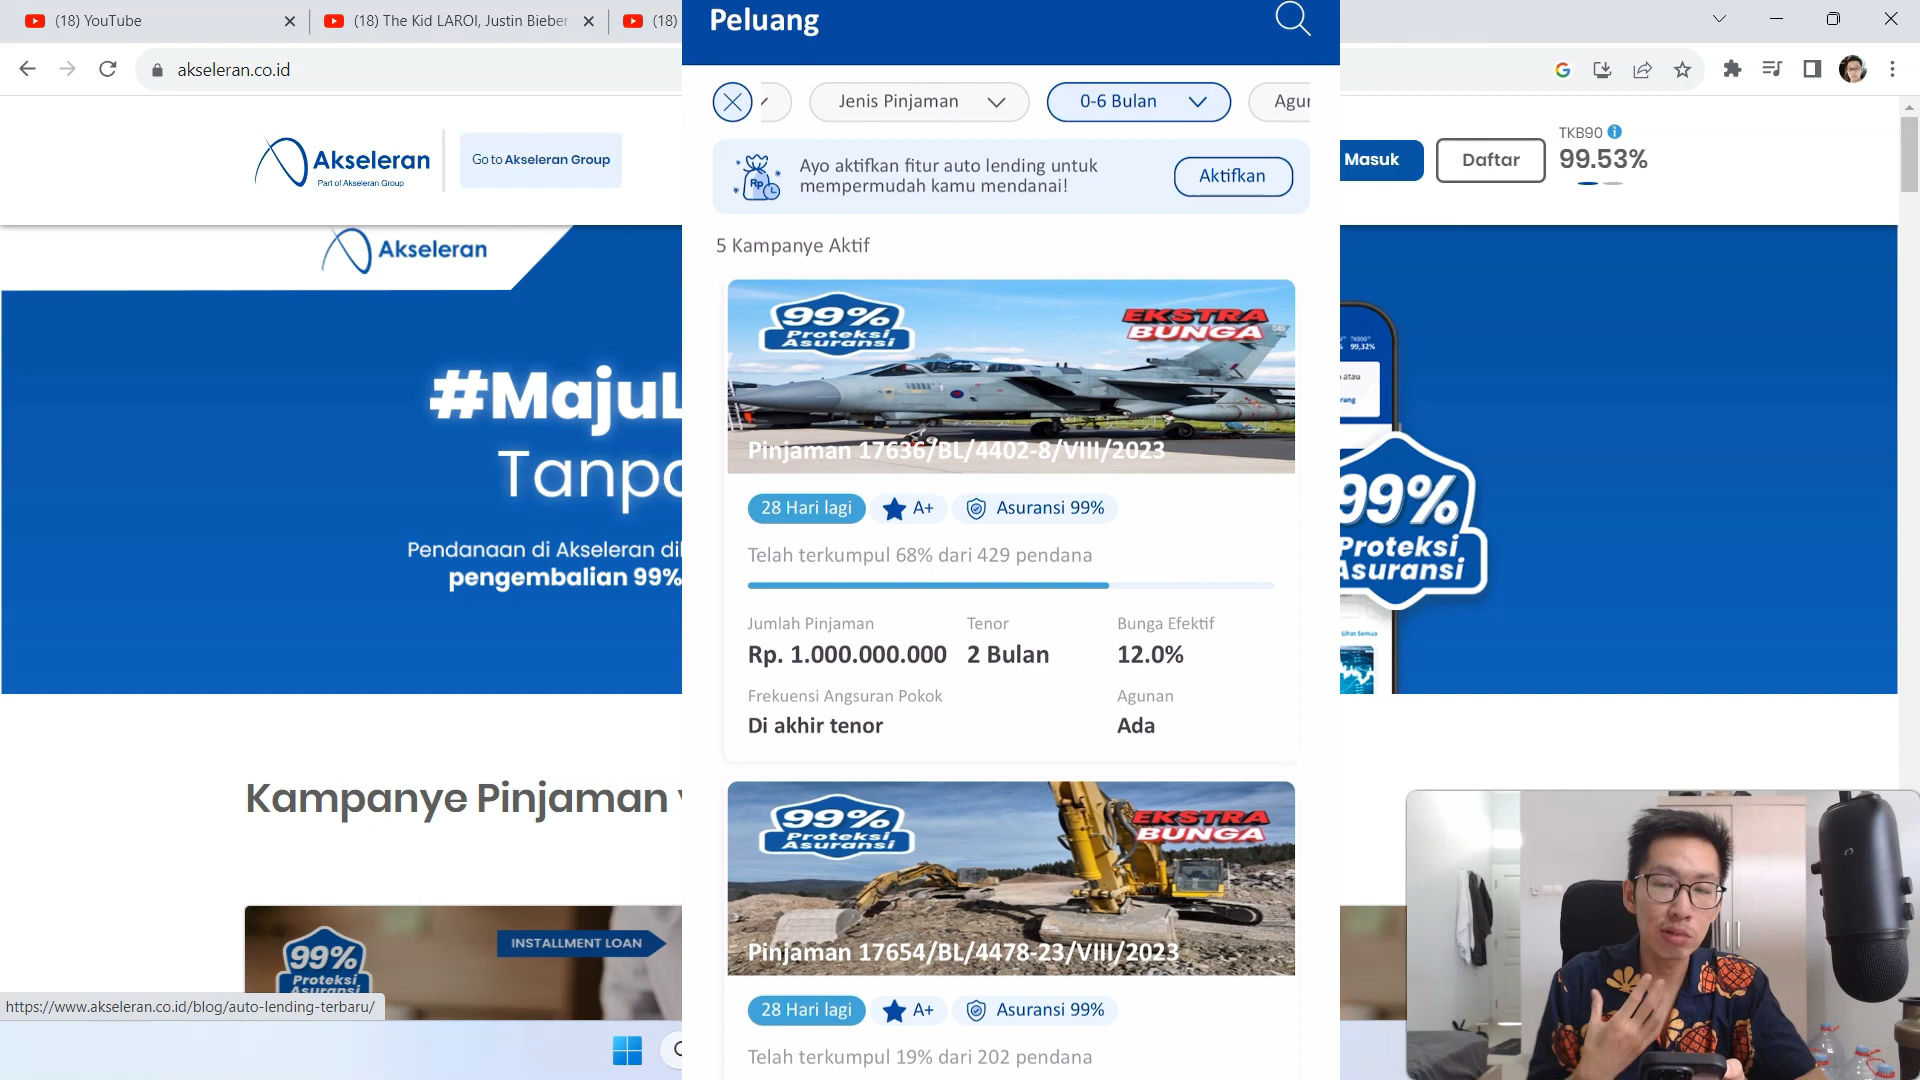 (18) YouTube
(18) The Kid LAROI, Justin Bieber
(18)
akseleran.co.id
Akseleran
Part of Akseleran Group
Go to Akseleran Group
Masuk
Daftar
TKB90
99.53%
Akseleran
#MajuL
Tanpa
Pendanaan di Akseleran dil
pengembalian 99%
99%
Proteksi
Asuransi
Lihat Semua
Kampanye Pinjaman
99%
Proteksi
Asuransi
INSTALLMENT LOAN
https://www.akseleran.co.id/blog/auto-lending-terbaru/
Peluang
Jenis Pinjaman
0-6 Bulan
Agun
Ayo aktifkan fitur auto lending untuk
mempermudah kamu mendanai!
Aktifkan
5 Kampanye Aktif
99%
Proteksi
Asuransi
EKSTRA
BUNGA
Pinjaman 17636/BL/4402-8/VIII/2023
28 Hari lagi
A+
Asuransi 99%
Telah terkumpul 68% dari 429 pendana
Jumlah Pinjaman
Tenor
Bunga Efektif
Rp. 1.000.000.000
2 Bulan
12.0%
Frekuensi Angsuran Pokok
Agunan
Di akhir tenor
Ada
99%
Proteksi
Asuransi
EKSTRA
BUNGA
Pinjaman 17654/BL/4478-23/VIII/2023
28 Hari lagi
A+
Asuransi 99%
Telah terkumpul 19% dari 202 pendana